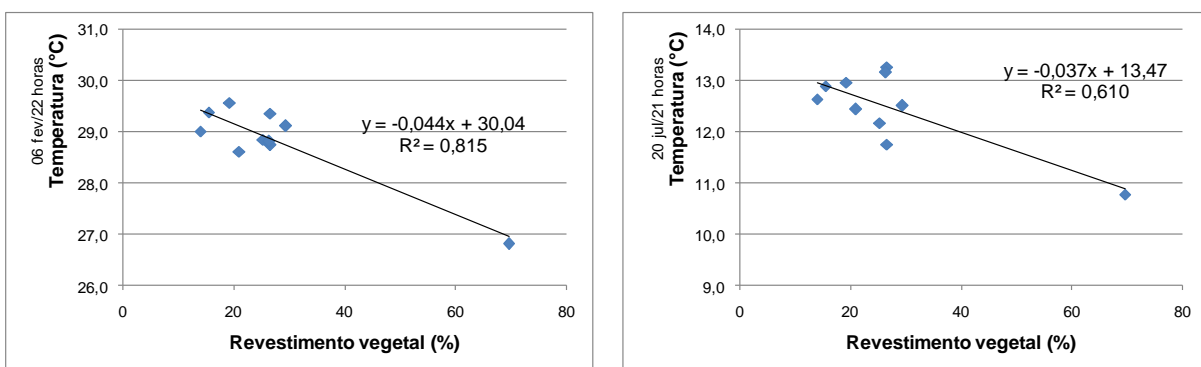 06 fev/22 horas
Temperatura (°C)
31,0
30,0
29,0
28,0
27,0
26,0
y = -0,044x + 30,04
R² = 0,815
0 20 40 60 80
Revestimento vegetal (%)
20 jul/21 horas
Temperatura (°C)
14,0
13,0
12,0
11,0
10,0
9,0
y = -0,037x + 13,47
R² = 0,610
0 20 40 60 80
Revestimento vegetal (%)